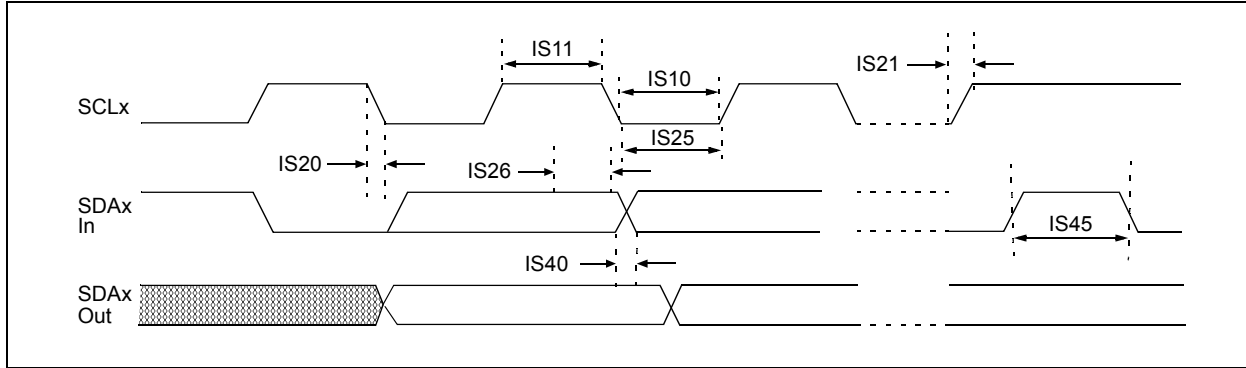 IS11
IS10
IS21
SCLx
IS25
IS20
IS26
SDAx
In
IS45
IS40
SDAx
Out